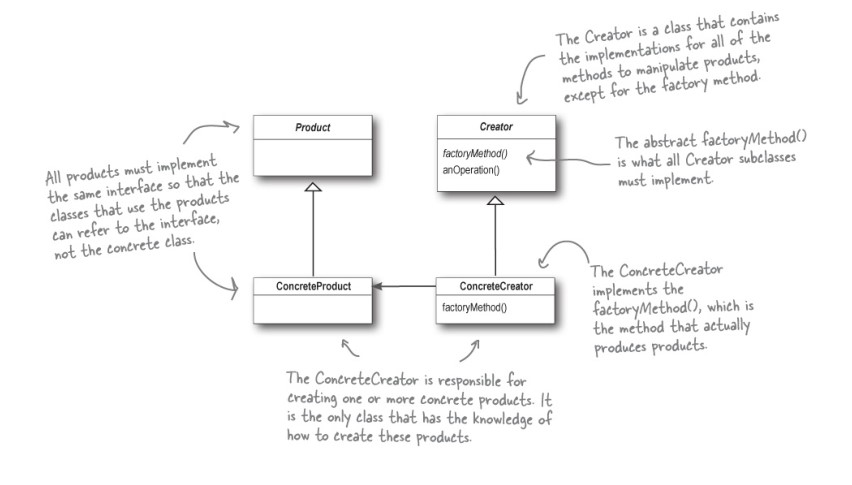 The Creator is a class that contains
the implementations for all of the
methods to manipulate products,
except for the factory method.
Product
Creator
factoryMethod()
anOperation()
The abstract factoryMethod()
is what all Creator subclasses
must implement.
All products must implement
the same interface so that the
classes that use the products
can refer to the interface,
not the concrete class.
ConcreteProduct
ConcreteCreator
factoryMethod()
The ConcreteCreator
implements the
factoryMethod(), which is
the method that actually
produces products.
The ConcreteCreator is responsible for
creating one or more concrete products. It
is the only class that has the knowledge of
how to create these products.